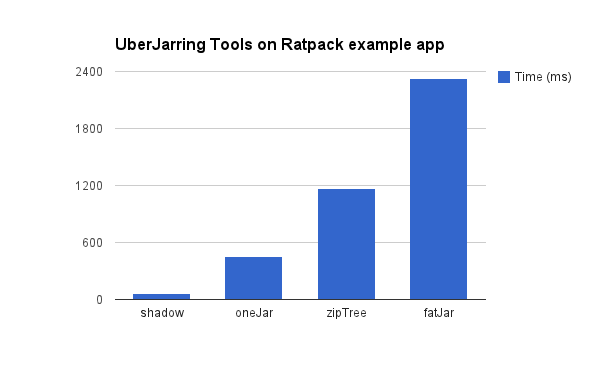 UberJarring Tools on Ratpack example app
2400
Time (ms)
1800
1200
600
0
shadow oneJar zipTree fatJar